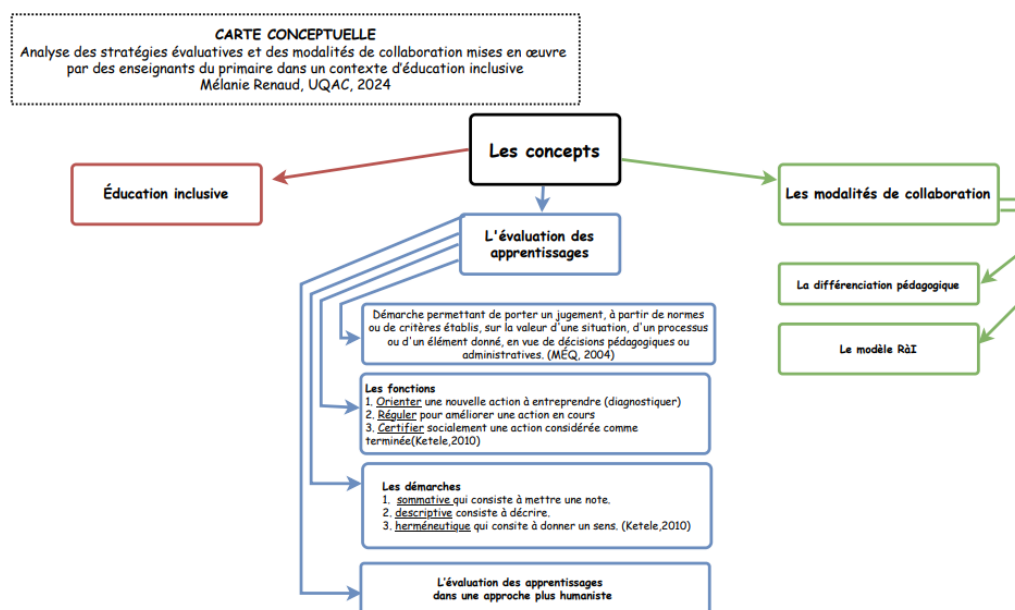 CARTE CONCEPTUELLE
Analyse des stratégies évaluatives et des modalités de collaboration mises en œuvre
par des enseignants du primaire dans un contexte d'éducation inclusive
Mélanie Renaud, UQAC, 2024
Les concepts
Éducation inclusive
Les modalités de collaboration
L'évaluation des
apprentissages
La différenciation pédagogique
Le modèle RàI
Démarche permettant de porter un jugement, à partir de normes
ou de critères établis, sur la valeur d'une situation, d'un processus
ou d'un élément donné, en vue de décisions pédagogiques ou
administratives. (MÉQ, 2004)
Les fonctions
1. Orienter une nouvelle action à entreprendre (diagnostiquer)
2. Réguler pour améliorer une action en cours
3. Certifier socialement une action considérée comme
terminée(Ketele,2010)
Les démarches
1. sommative qui consiste à mettre une note.
2. descriptive consiste à décrire.
3. herméneutique qui consite à donner un sens. (Ketele,2010)
L'évaluation des apprentissages
dans une approche plus humaniste